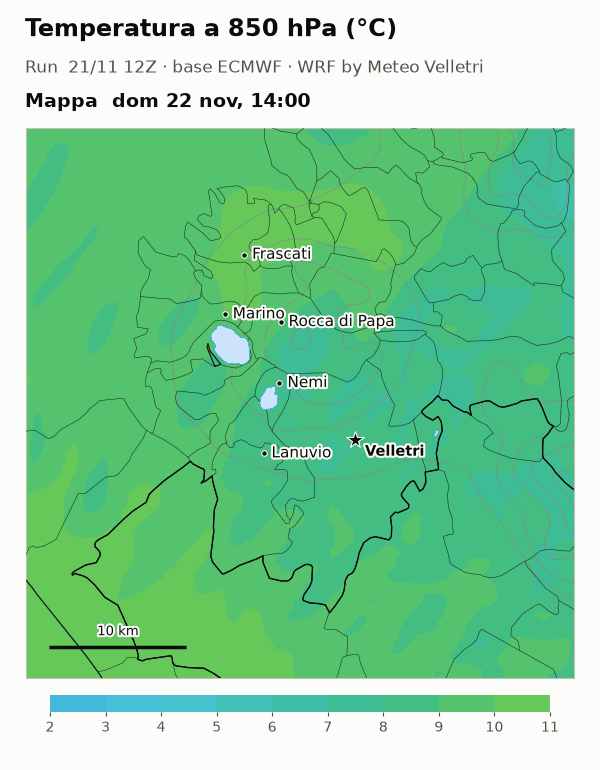 Temperatura a 850 hPa (°C)
Run 21/11 12Z · base ECMWF · WRF by Meteo Velletri
Mappa dom 22 nov, 14:00
Frascati
Marino
Rocca di Papa
Nemi
Velletri
Lanuvio
10 km
2 3 4 5 6 7 8 9 10 11